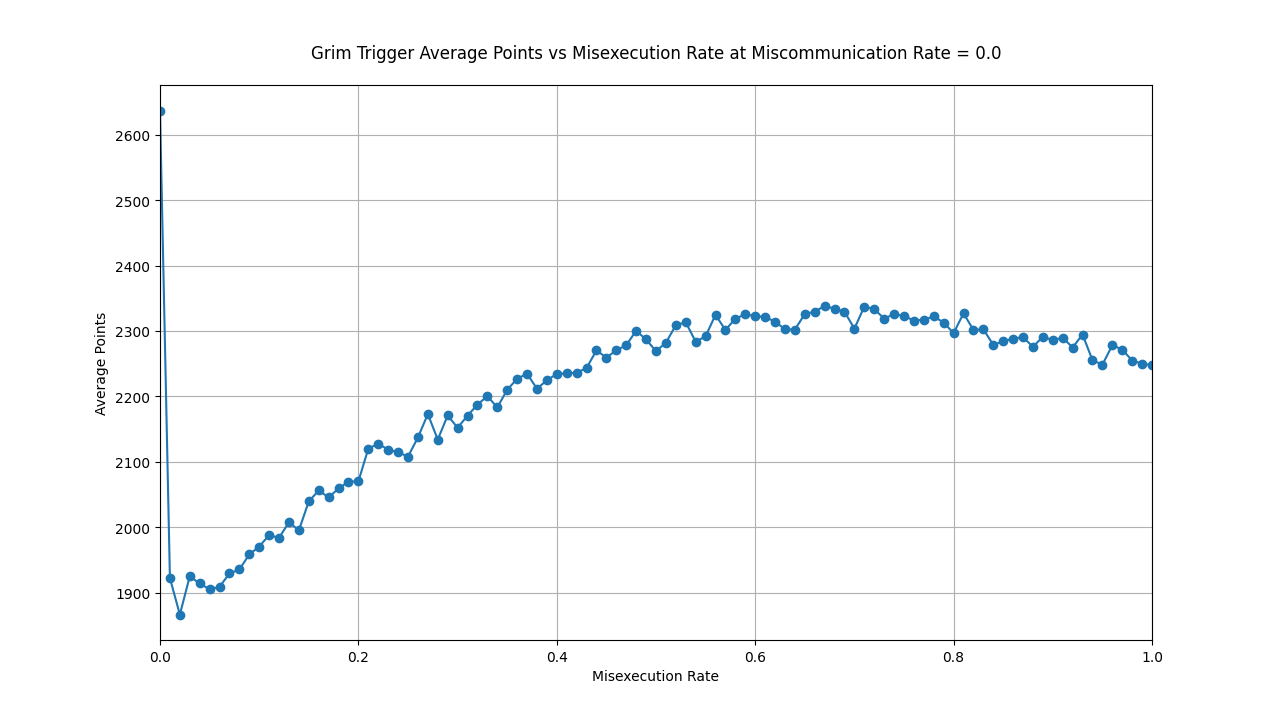 Grim Trigger Average Points vs Misexecution Rate at Miscommunication Rate = 0.0
2600
2500
2400
2300
2200
2100
2000
1900
Average Points
0.0 0.2 0.4 0.6 0.8 1.0
Misexecution Rate